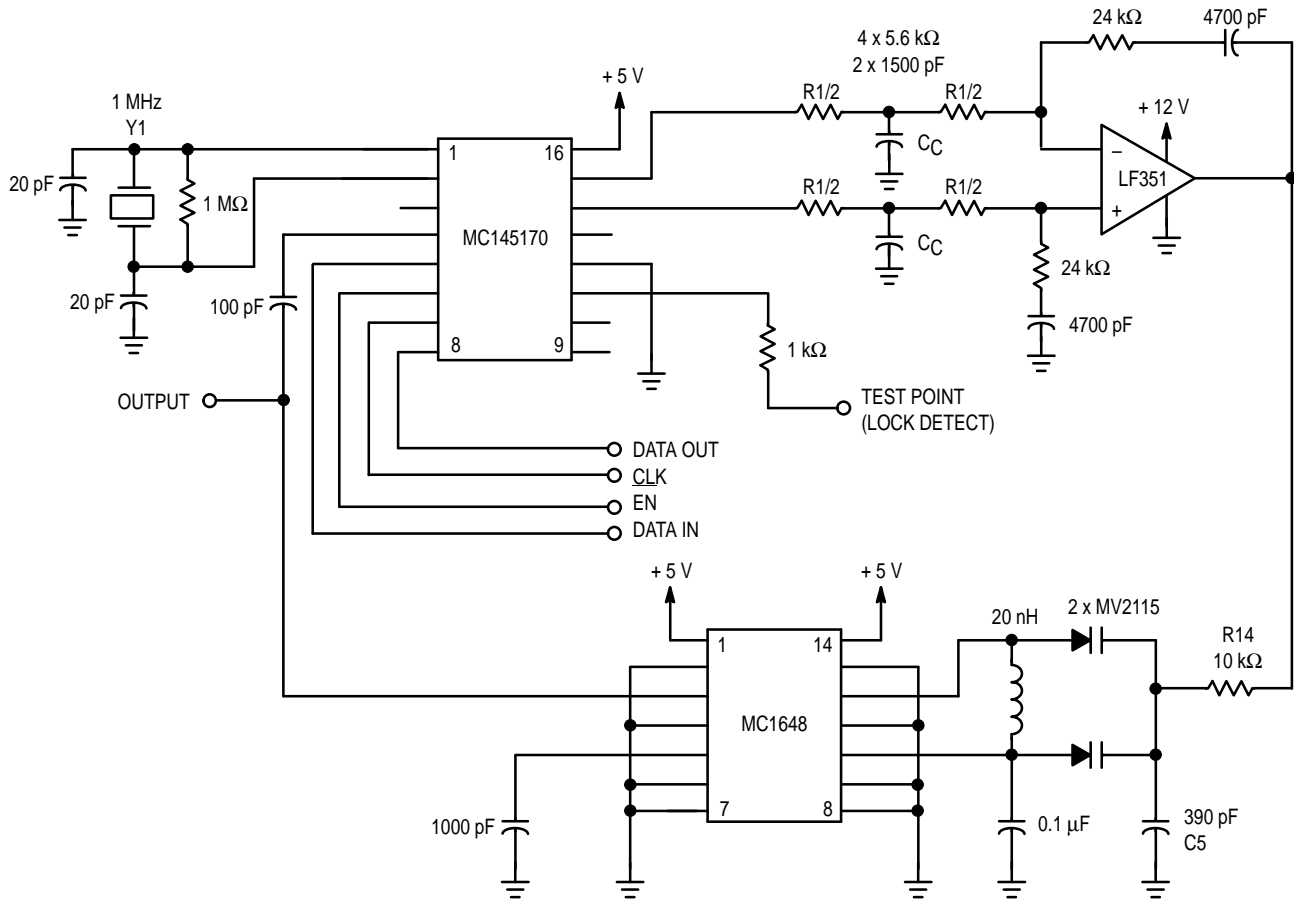 4 x 5.6 kΩ
2 x 1500 pF
24 kΩ
4700 pF
+ 5 V
1 MHz
Y1
R1/2
R1/2
+ 12 V
20 pF
1
16
CC
−
LF351
1 MΩ
R1/2
R1/2
+
MC145170
CC
24 kΩ
20 pF
100 pF
4700 pF
8
9
1 kΩ
OUTPUT
TEST POINT
(LOCK DETECT)
DATA OUT
CLK
EN
DATA IN
+ 5 V
+ 5 V
20 nH
2 x MV2115
1
14
R14
10 kΩ
MC1648
7
8
1000 pF
0.1 µF
390 pF
C5